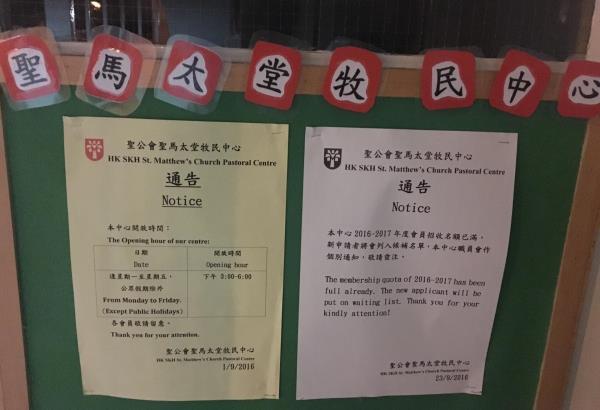 聖馬太堂牧民中心
聖公會聖馬太堂牧民中心
HK SKH St. Matthew's Church Pastoral Centre
通告
Notice
本中心開放時間：
The Opening hour of our centre:
日期 開放時間
Date Opening hour
逢星期一至星期五， 下午 3:00-6:00
公眾假期除外
From Monday to Friday.
(Except Public Holidays)
各會員敬請留意。
Thank you for your attention.
聖公會聖馬太堂牧民中心
HK SKH St. Matthew's Church Pastoral Centre
1/9/2016
聖公會聖馬太堂牧民中心
HK SKH St. Matthew's Church Pastoral Centre
通告
Notice
本中心 2016-2017 年度會員招收名額已滿，
新申請者將會列入候補名單，本中心職員會作
個別通知，敬請垂注。
The membership quota of 2016-2017 has been
full already. The new applicant will be
put on waiting list. Thank you for your
kindly attention!
聖公會聖馬太堂牧民中心
HK SKH St. Matthew's Church Pastoral Centre
23/9/2016